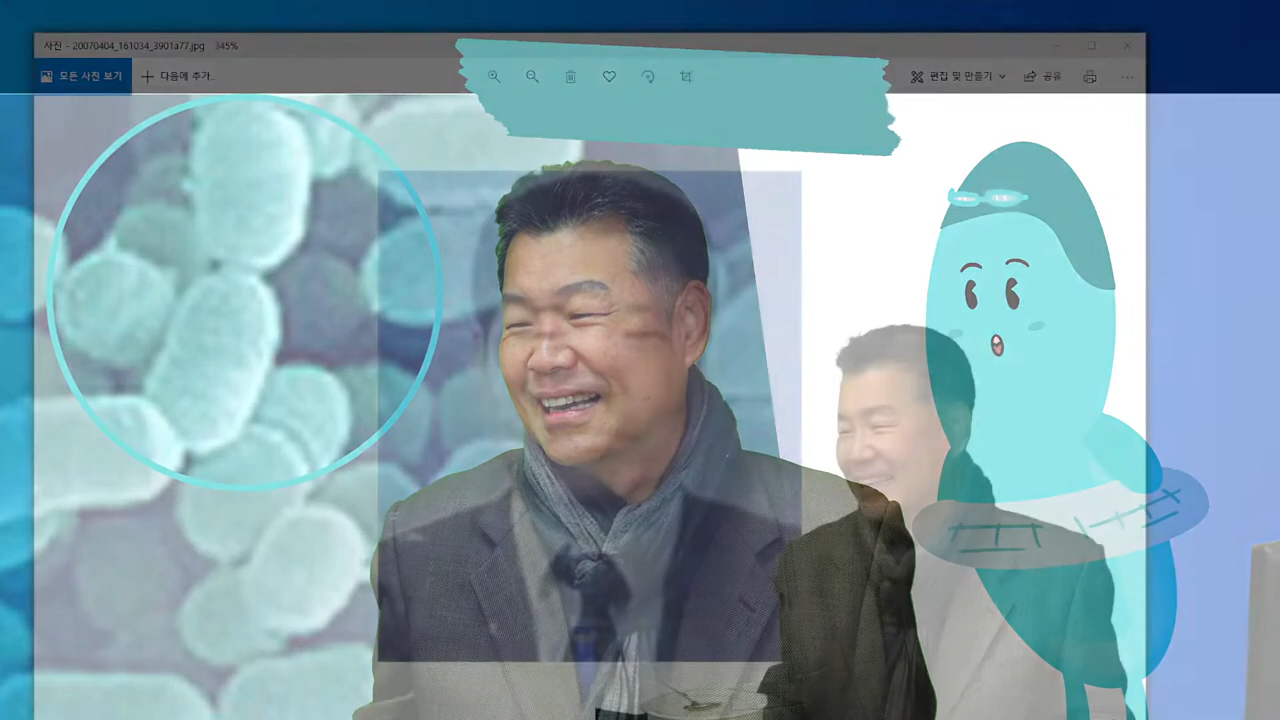 사진 - 20070404_161034_3901a77.jpg 345%
모든 사진 보기 다음에 추가. 편집 및 만들기 공유